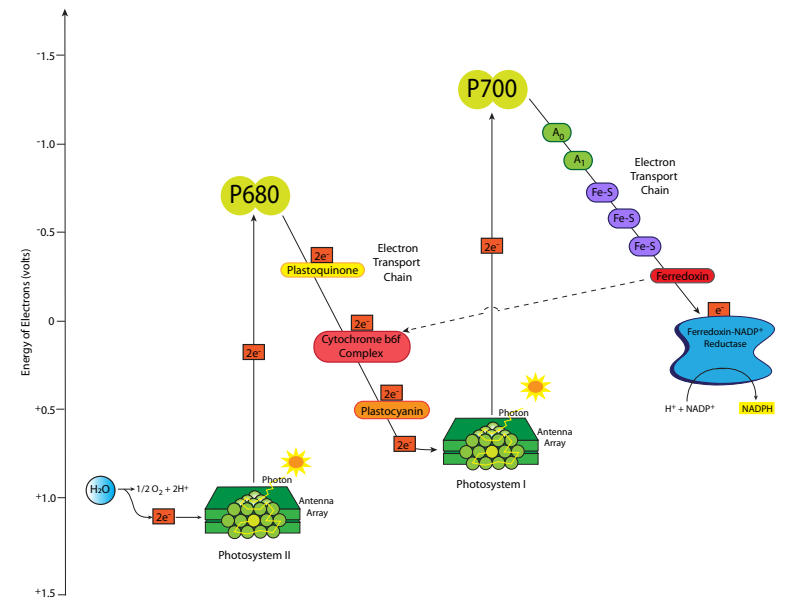 -1.5
-1.0
-0.5
0
+0.5
+1.0
+1.5
Energy of Electrons (volts)
H₂O
1/2 O₂ + 2H⁺
2e⁻
Photon
Antenna
Array
Photosystem II
2e⁻
P680
2e⁻
Plastoquinone
Electron
Transport
Chain
2e⁻
Cytochrome b6f
Complex
2e⁻
Plastocyanin
2e⁻
Photon
Antenna
Array
Photosystem I
2e⁻
P700
A₀
A₁
Fe-S
Fe-S
Fe-S
Electron
Transport
Chain
Ferredoxin
e⁻
Ferredoxin-NADP⁺
Reductase
H⁺ + NADP⁺
NADPH